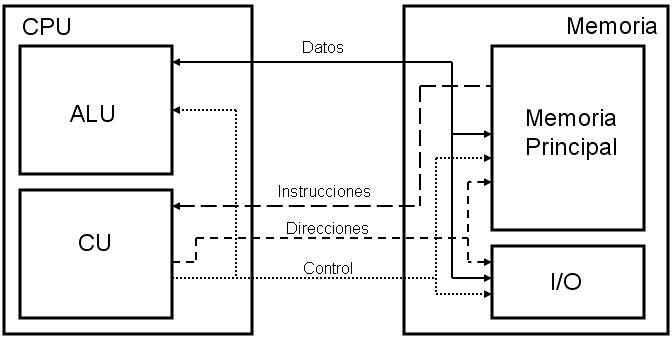 CPU
Memoria
Datos
ALU
Memoria
Principal
Instrucciones
Direcciones
CU
Control
I/O